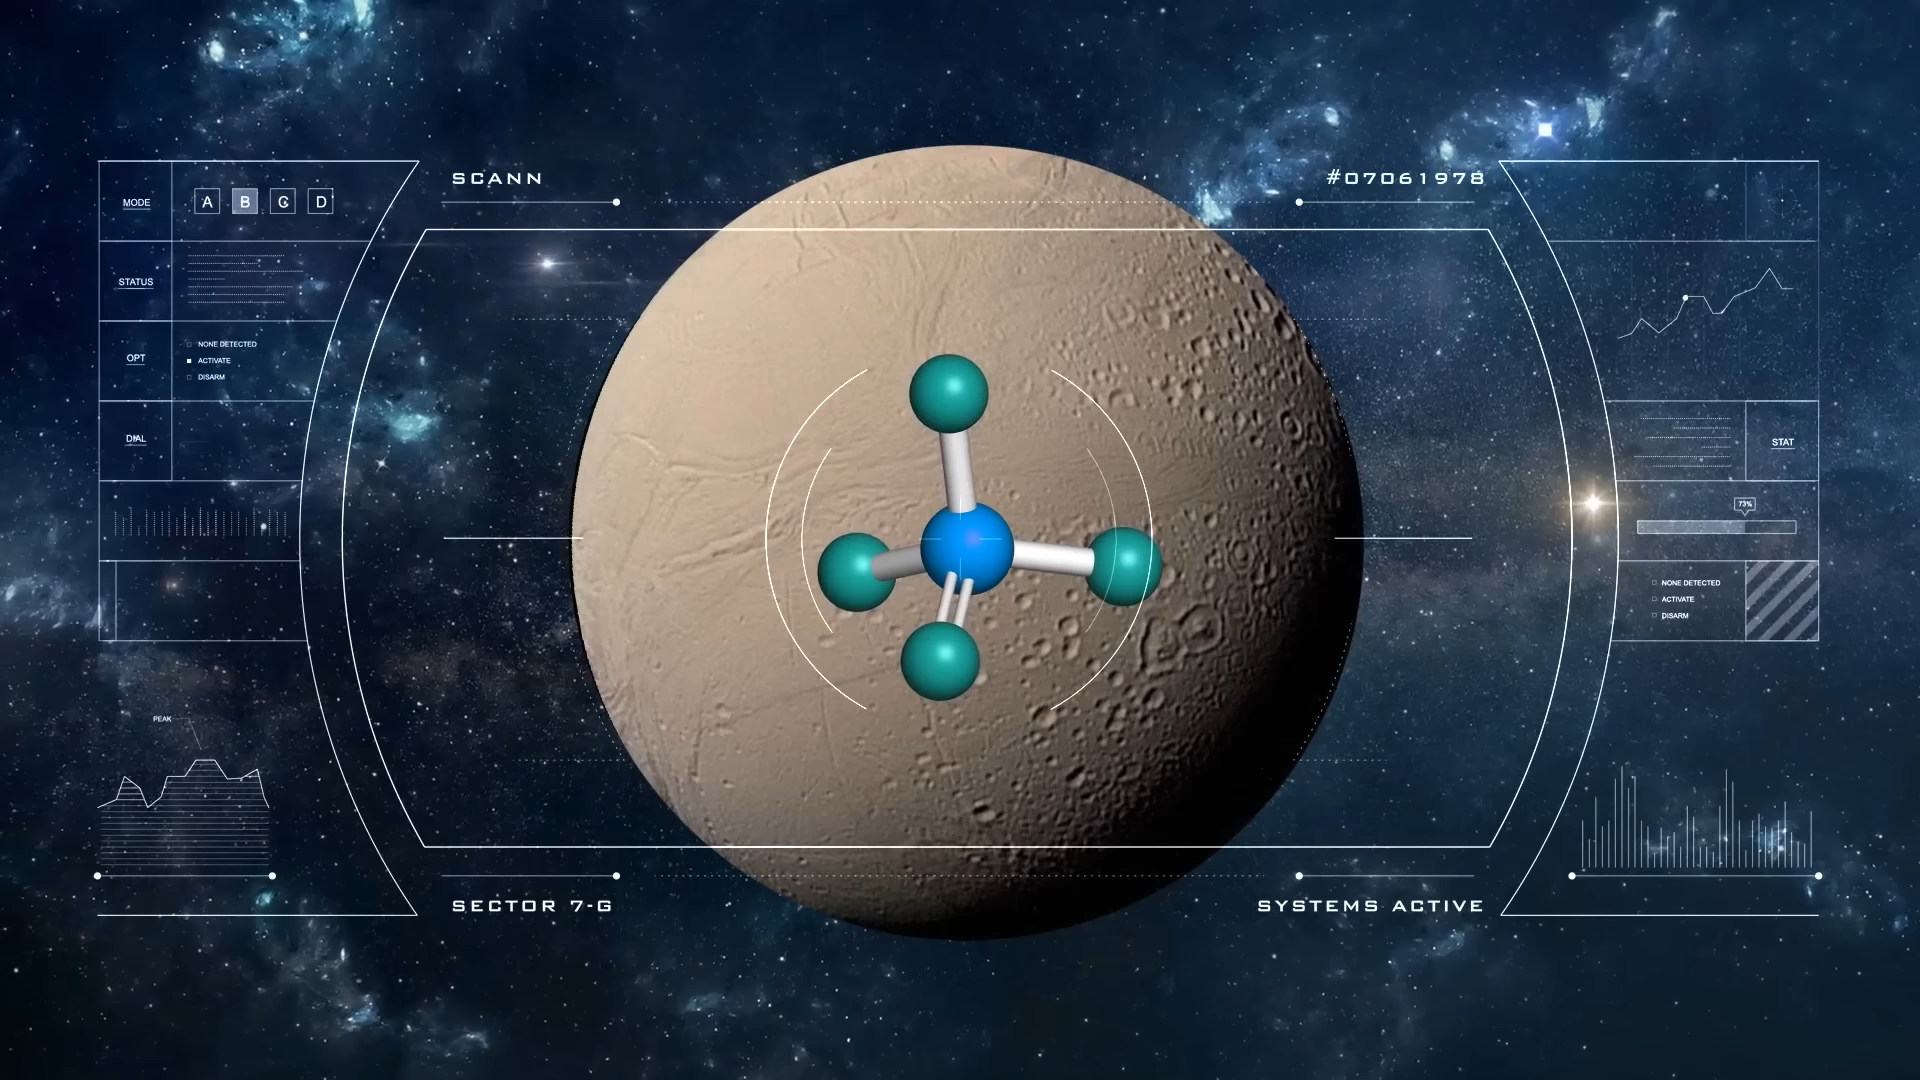 SCANN
#07061978
MODE
A B C D
STATUS
OPT
NONE DETECTED
ACTIVATE
DISARM
DIAL
STAT
73%
NONE DETECTED
ACTIVATE
DISARM
PEAK
SECTOR 7-G
SYSTEMS ACTIVE